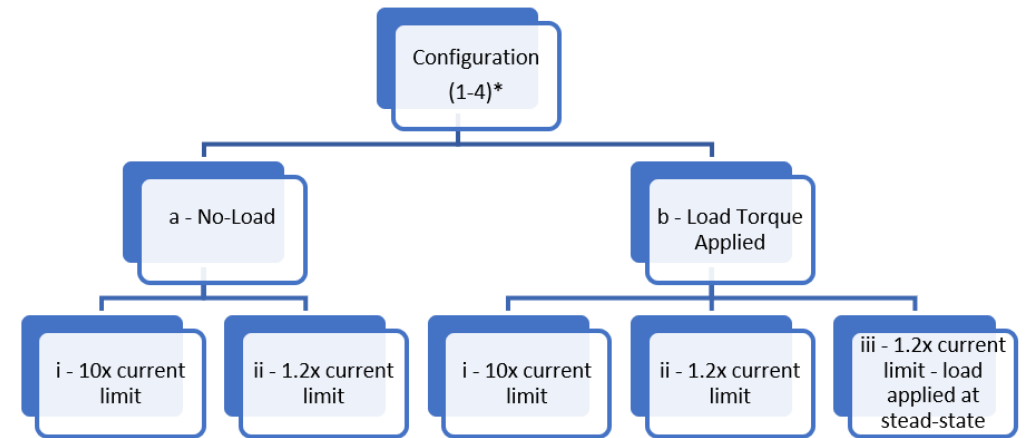 Configuration
(1-4)*
a - No-Load
b - Load Torque
Applied
i - 10x current
limit
ii - 1.2x current
limit
i - 10x current
limit
ii - 1.2x current
limit
iii - 1.2x current
limit - load
applied at
stead-state